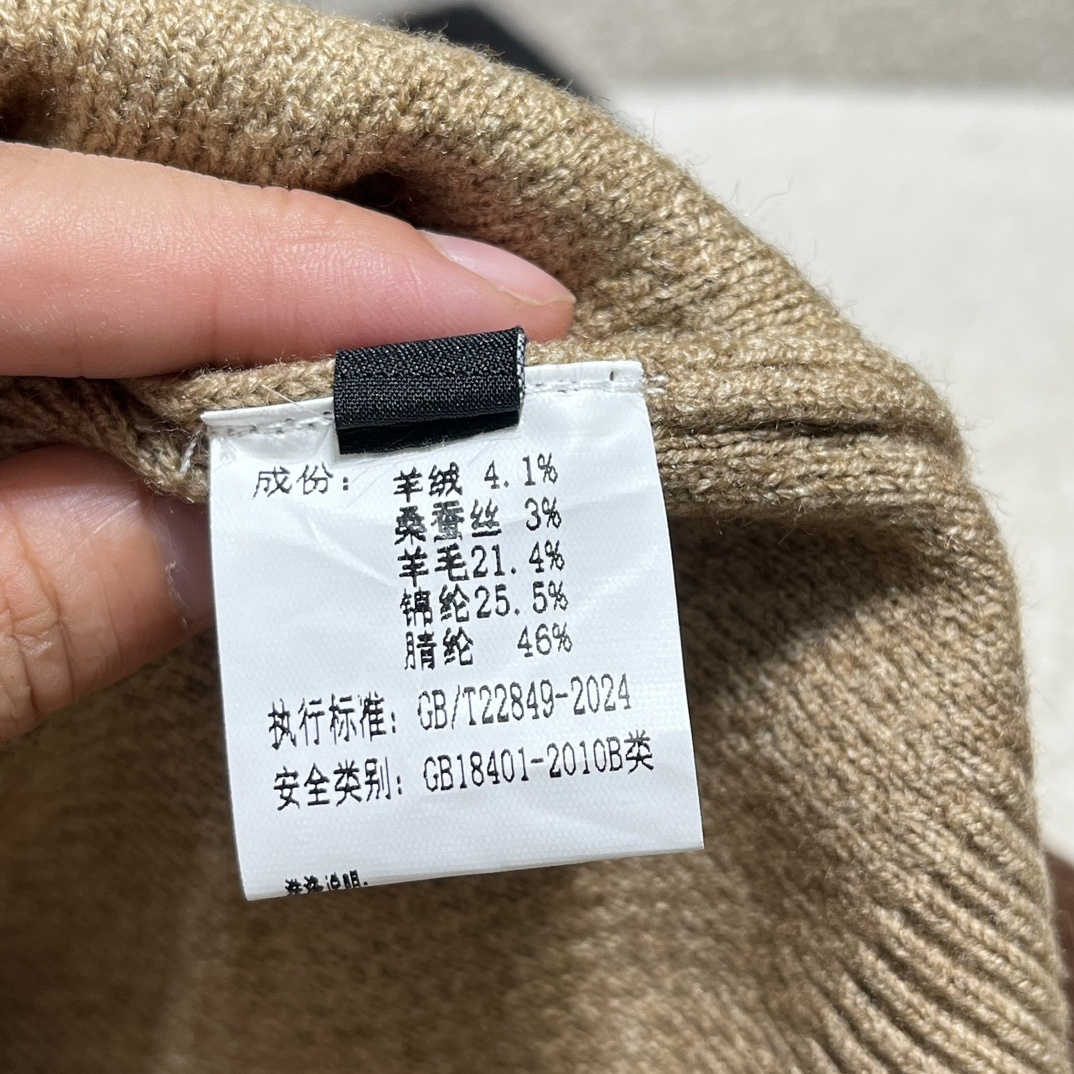 成份： 羊绒 4.1%
桑蚕丝 3%
羊毛21.4%
锦纶25.5%
腈纶 46%
执行标准： GB/T22849-2024
安全类别： GB18401-2010B类